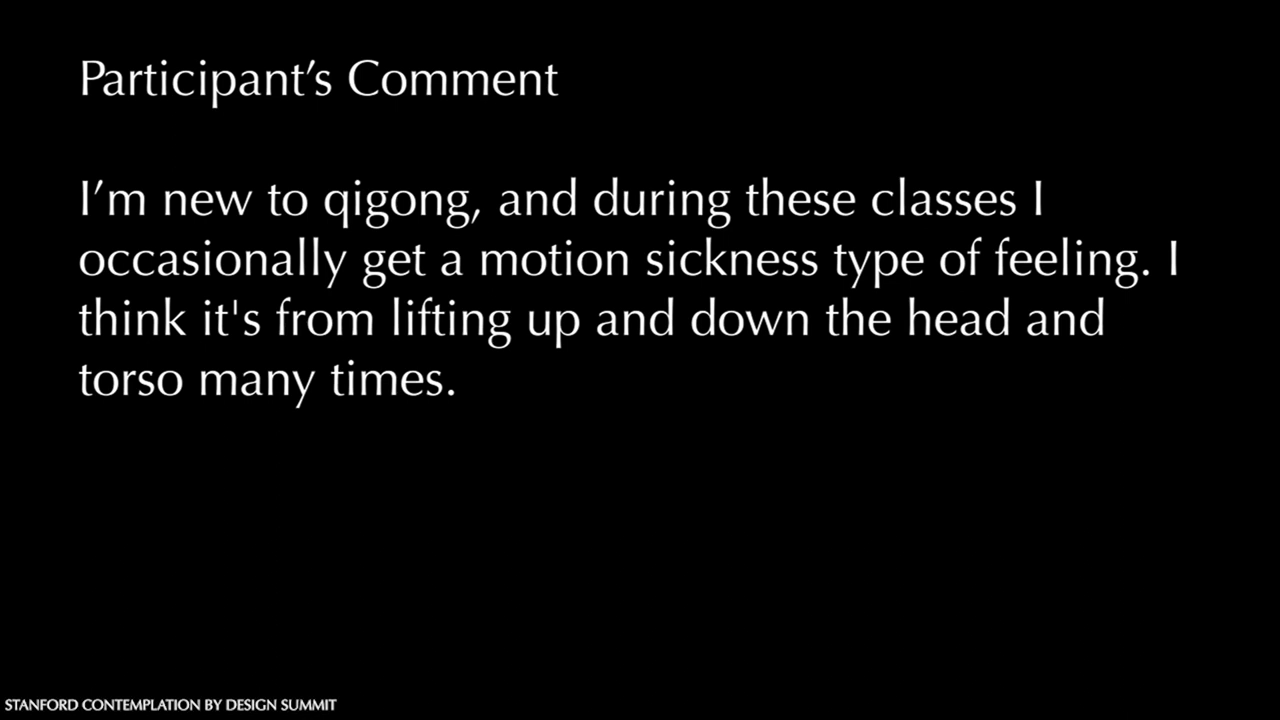 Participant’s Comment
I’m new to qigong, and during these classes I
occasionally get a motion sickness type of feeling. I
think it's from lifting up and down the head and
torso many times.
STANFORD CONTEMPLATION BY DESIGN SUMMIT